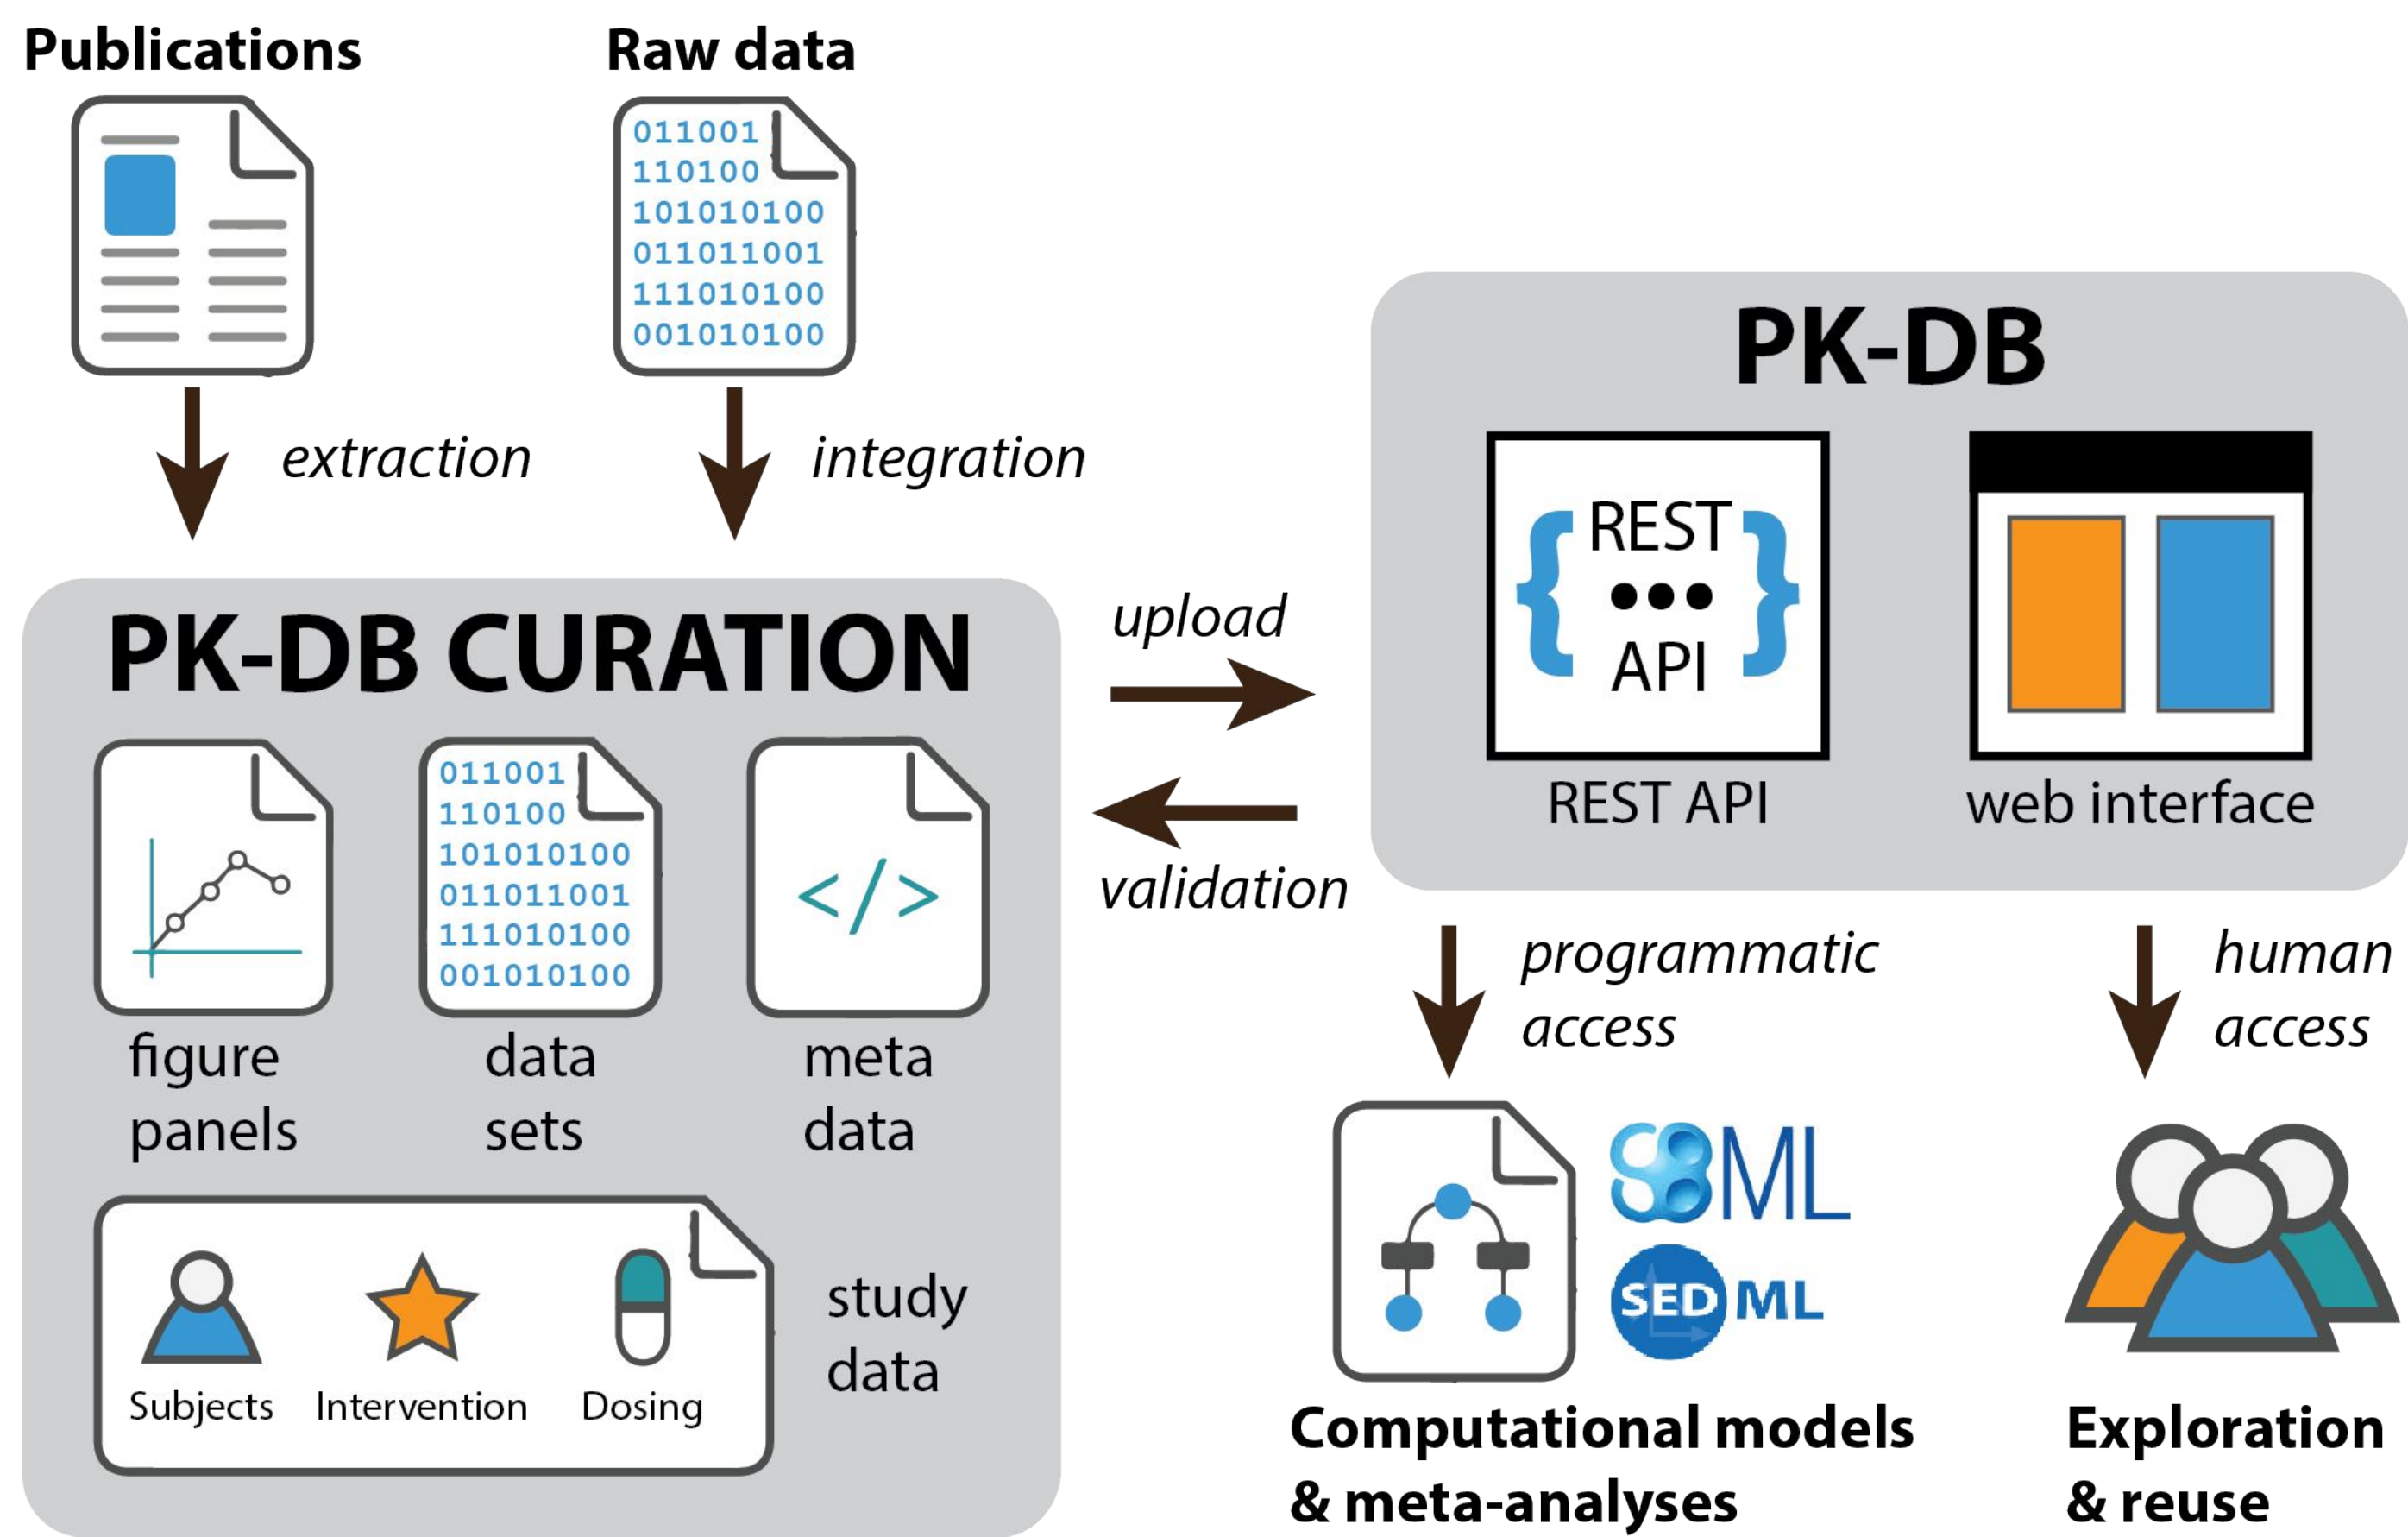 Publications
Raw data
011001
110100
101010100
011011001
111010100
001010100
extraction
integration
PK-DB CURATION
figure
panels
011001
110100
101010100
011011001
111010100
001010100
data
sets
</>
meta
data
Subjects
Intervention
Dosing
study
data
upload
validation
PK-DB
{ REST
•••
API }
REST API
web interface
programmatic
access
human
access
SBML
SED ML
Computational models
& meta-analyses
Exploration
& reuse